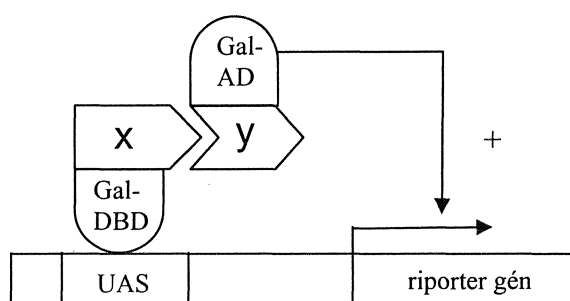 Gal-
AD
x
y
+
Gal-
DBD
UAS
riporter gén